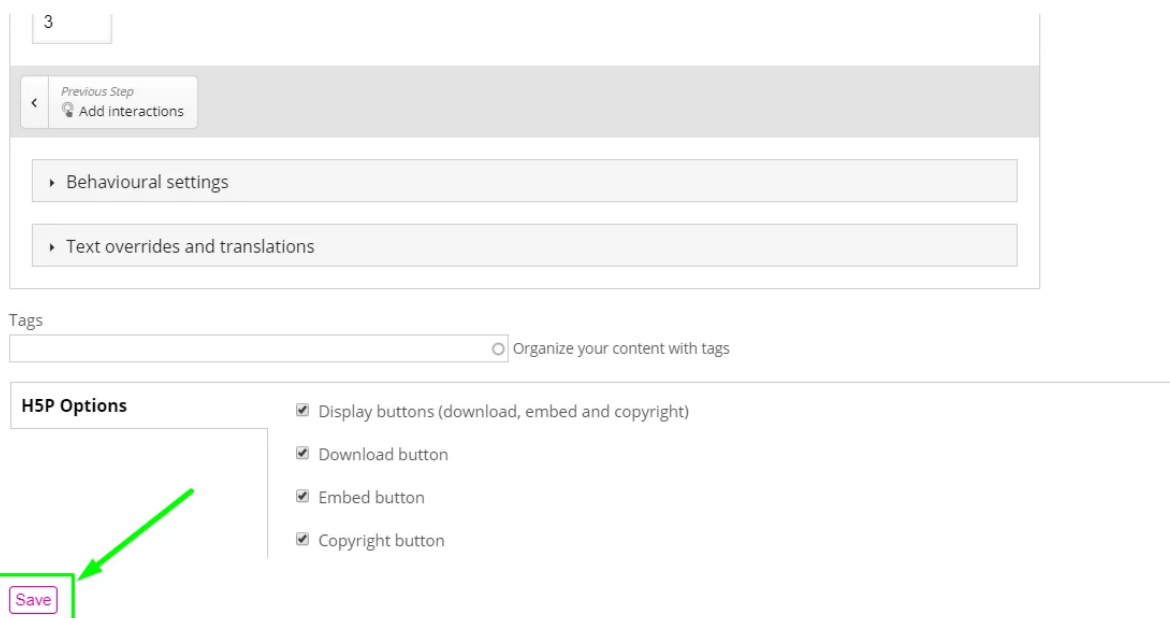 3
Previous Step
Add interactions
Behavioural settings
Text overrides and translations
Tags
Organize your content with tags
H5P Options
Display buttons (download, embed and copyright)
Download button
Embed button
Copyright button
Save